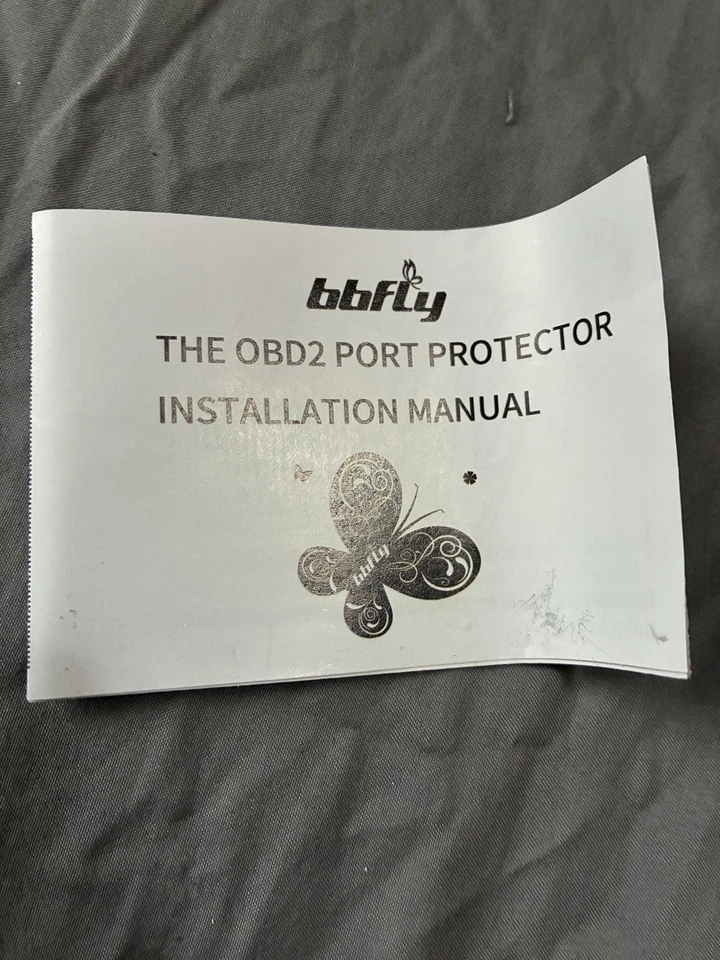 bbfly
THE OBD2 PORT PROTECTOR
INSTALLATION MANUAL
bbfly